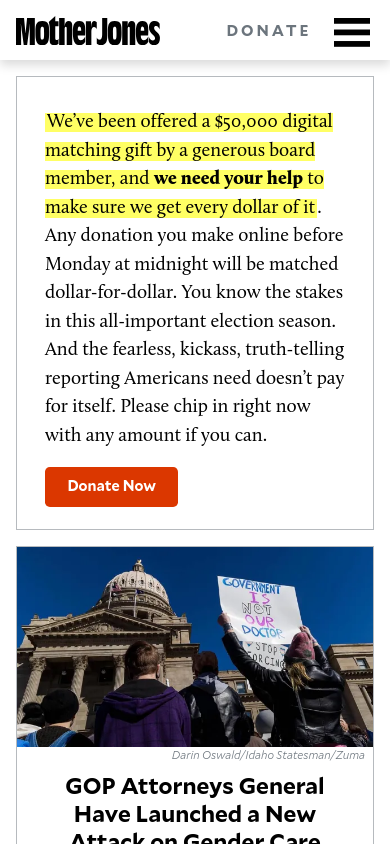 Mother Jones
DONATE
We’ve been offered a $50,000 digital
matching gift by a generous board
member, and we need your help to
make sure we get every dollar of it.
Any donation you make online before
Monday at midnight will be matched
dollar-for-dollar. You know the stakes
in this all-important election season.
And the fearless, kickass, truth-telling
reporting Americans need doesn’t pay
for itself. Please chip in right now
with any amount if you can.
Donate Now
GOVERNMENT
IS
NOT
OUR
DOCTOR
STOP
FORCING
Darin Oswald/Idaho Statesman/Zuma
GOP Attorneys General
Have Launched a New
Attack on Gender Care